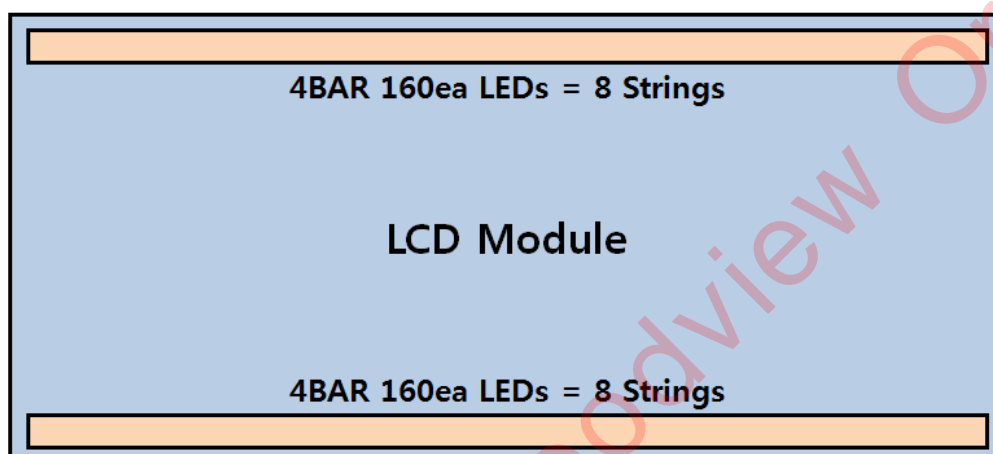 4BAR 160ea LEDs = 8 Strings
LCD Module
4BAR 160ea LEDs = 8 Strings